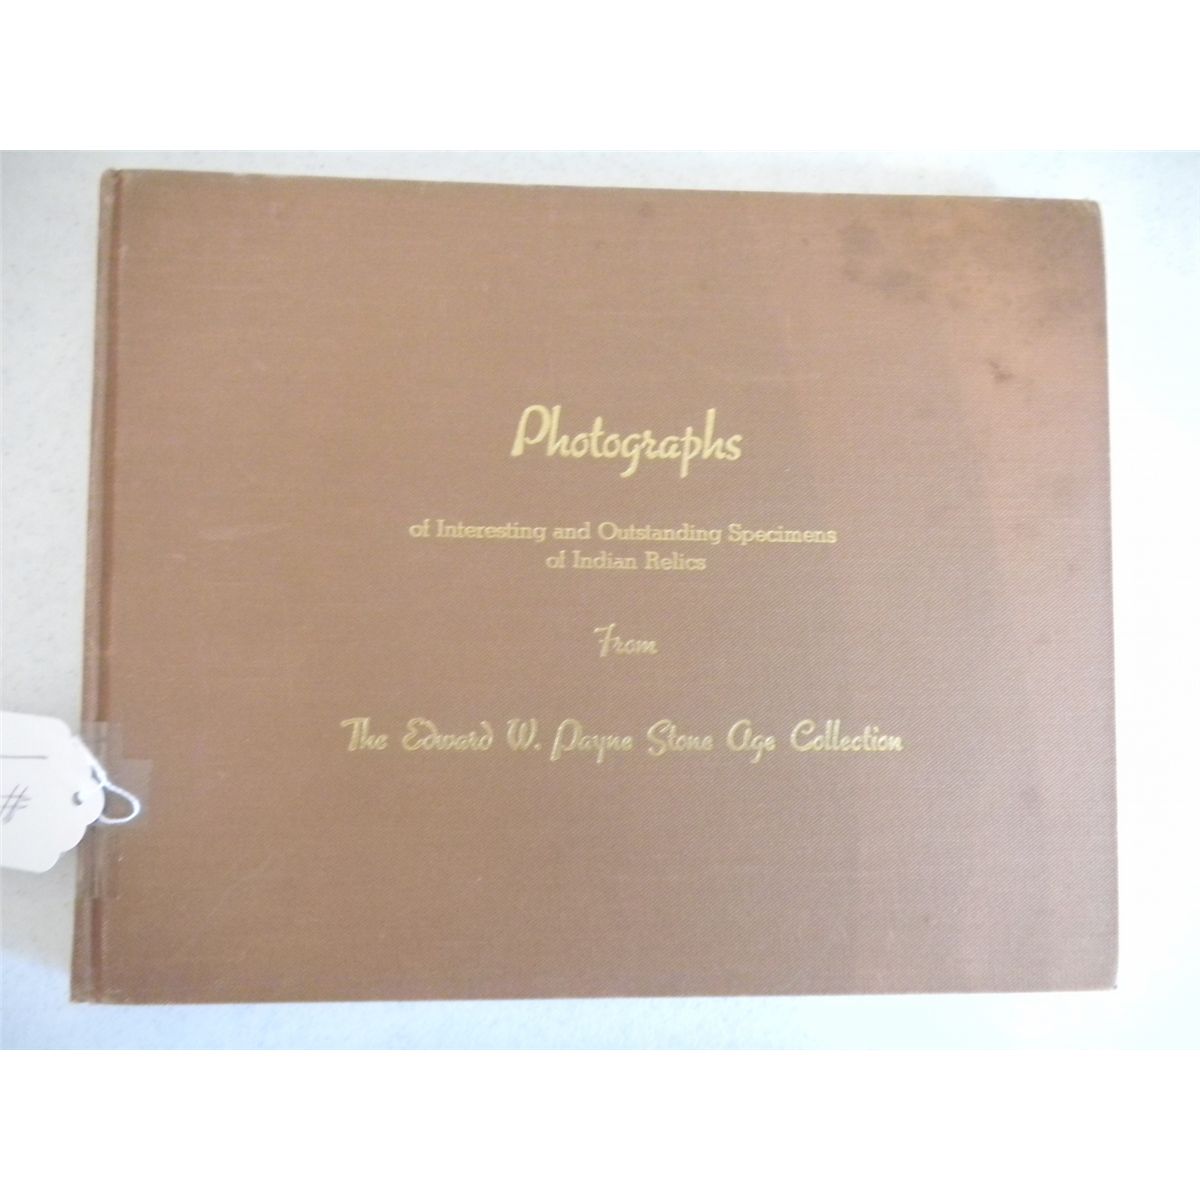 Photographs
of Interesting and Outstanding Specimens
of Indian Relics
From
The Edward W. Payne Stone Age Collection
#